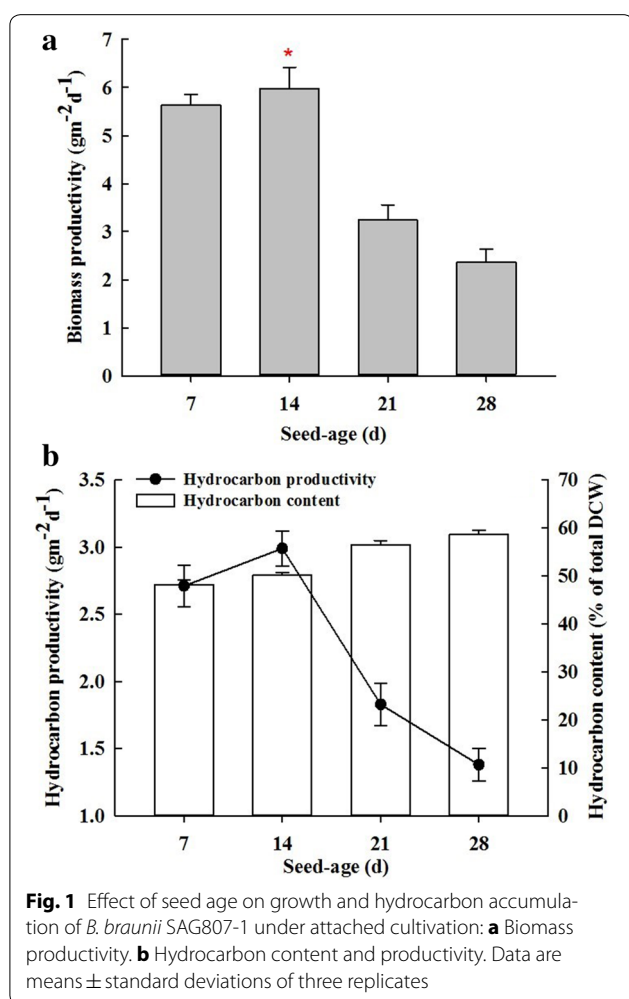 a
7
6
5
4
3
2
1
0
Biomass productivity (gm⁻²d⁻¹)
*
7 14 21 28
Seed-age (d)
b
3.5
3.0
2.5
2.0
1.5
1.0
Hydrocarbon productivity (gm⁻²d⁻¹)
Hydrocarbon productivity
Hydrocarbon content
70
60
50
40
30
20
10
0
Hydrocarbon content (% of total DCW)
7 14 21 28
Seed-age (d)
Fig. 1 Effect of seed age on growth and hydrocarbon accumula-
tion of B. braunii SAG807-1 under attached cultivation: a Biomass
productivity. b Hydrocarbon content and productivity. Data are
means ± standard deviations of three replicates